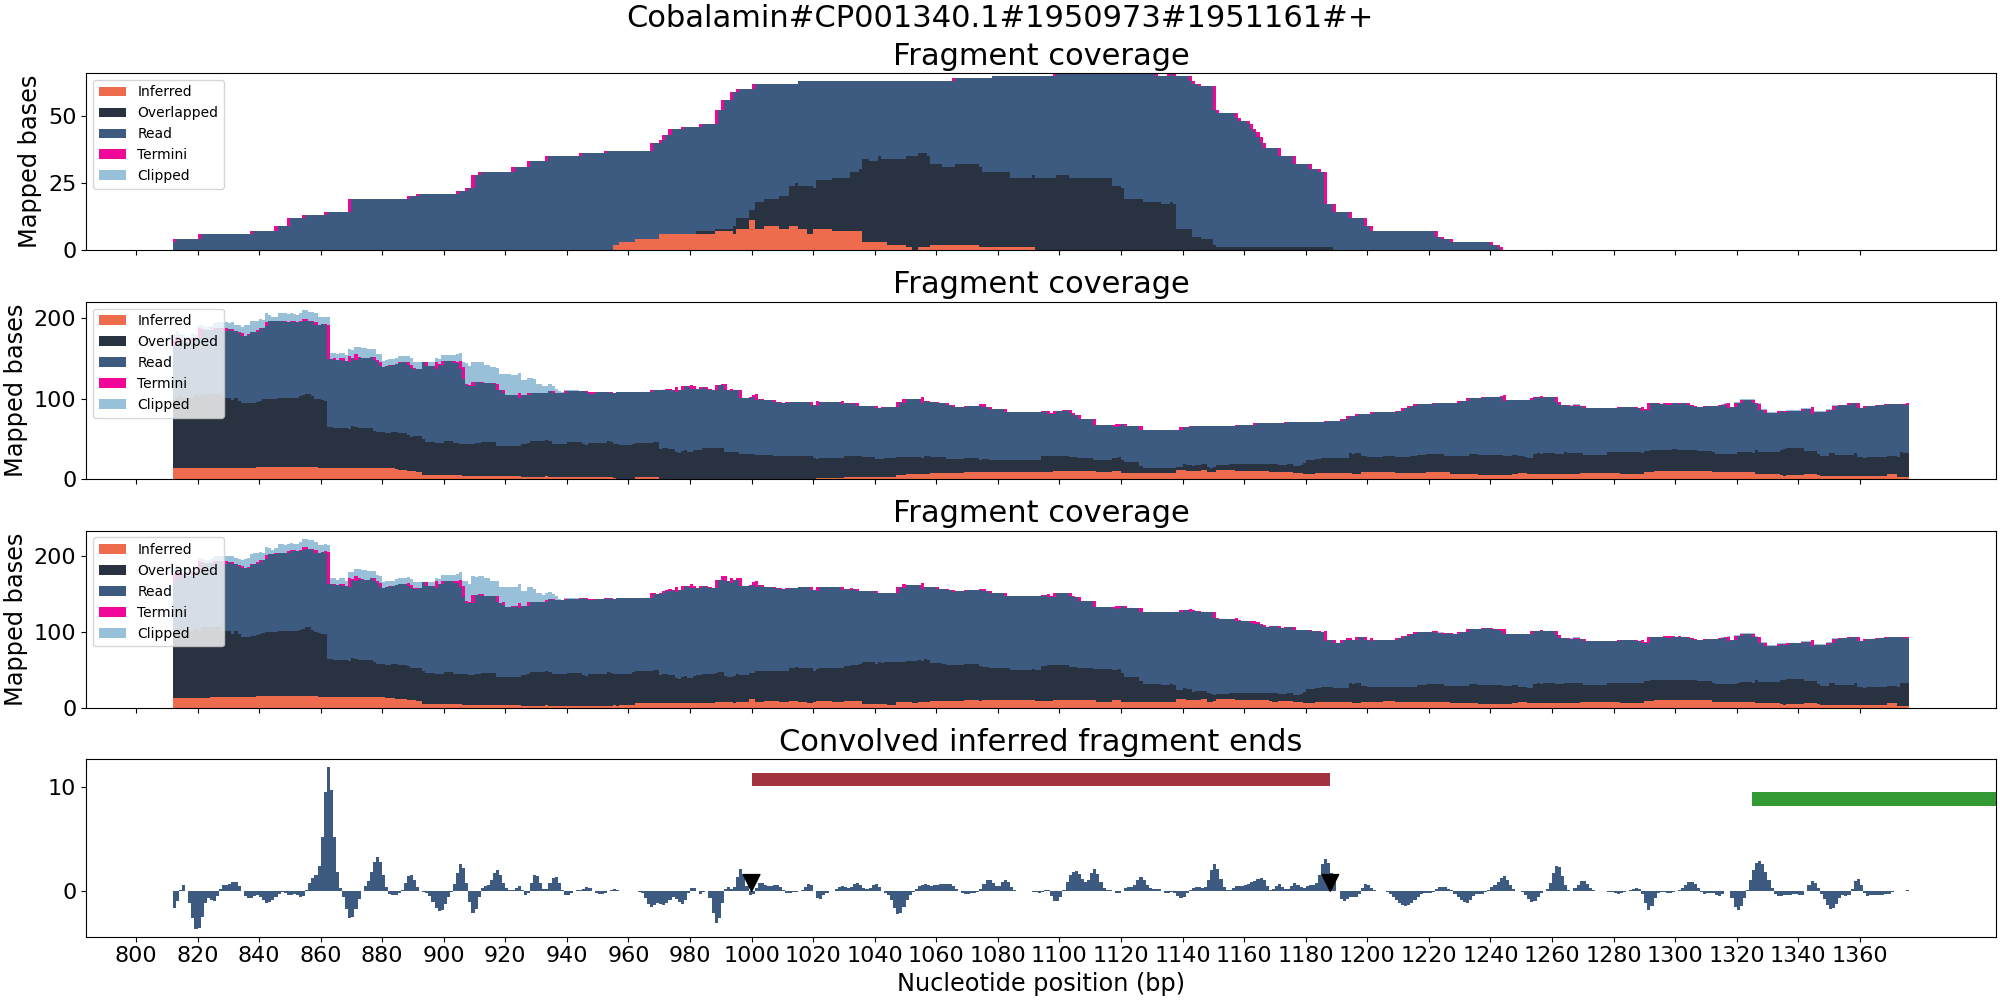 Cobalamin#CP001340.1#1950973#1951161#+
Fragment coverage
Mapped bases
50
25
0
Inferred
Overlapped
Read
Termini
Clipped
Fragment coverage
Mapped bases
200
100
0
Inferred
Overlapped
Read
Termini
Clipped
Fragment coverage
Mapped bases
200
100
0
Inferred
Overlapped
Read
Termini
Clipped
Convolved inferred fragment ends
10
0
800 820 840 860 880 900 920 940 960 980 1000 1020 1040 1060 1080 1100 1120 1140 1160 1180 1200 1220 1240 1260 1280 1300 1320 1340 1360
Nucleotide position (bp)